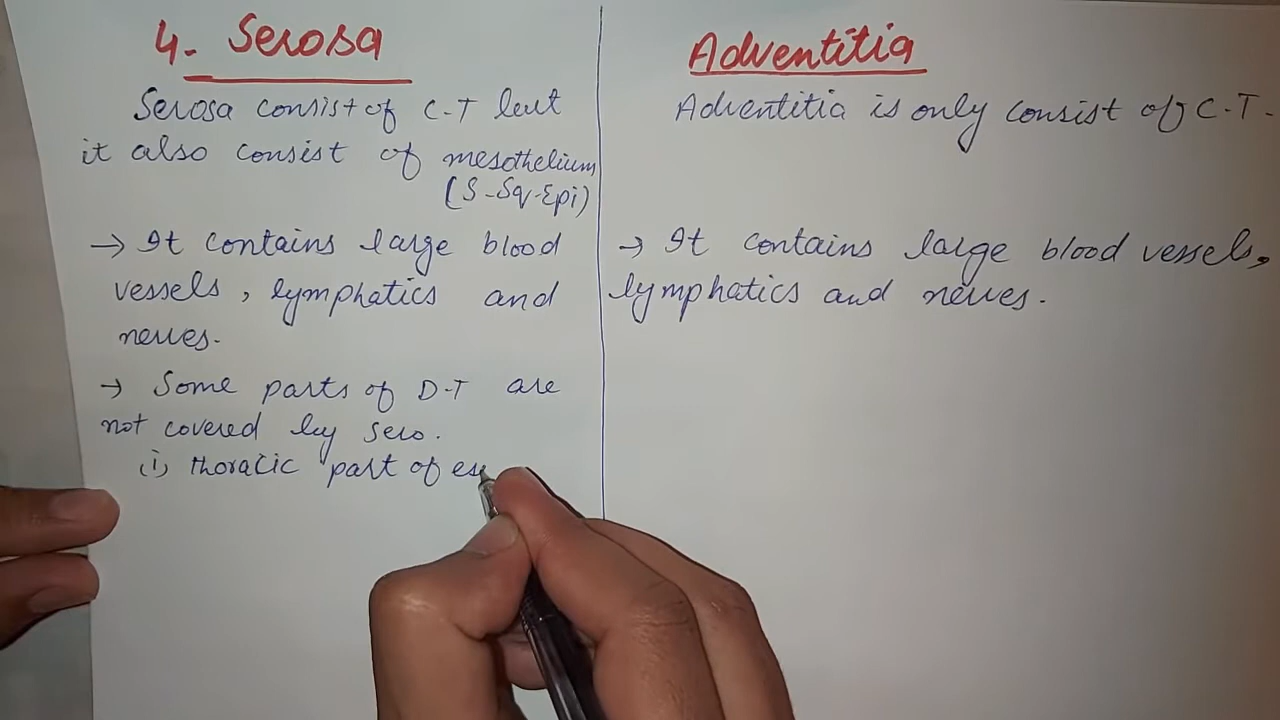 4. Serosa
Serosa consist of C.T but
it also consist of mesothelium
(S-Sq-Epi)
→ It contains large blood
vessels, lymphatics and
nerves.
→ Some parts of D-T are
not covered by sero.
(i) thoracic part of es
Adventitia
Adventitia is only consist of C.T.
→ It contains large blood vessels,
lymphatics and nerves.